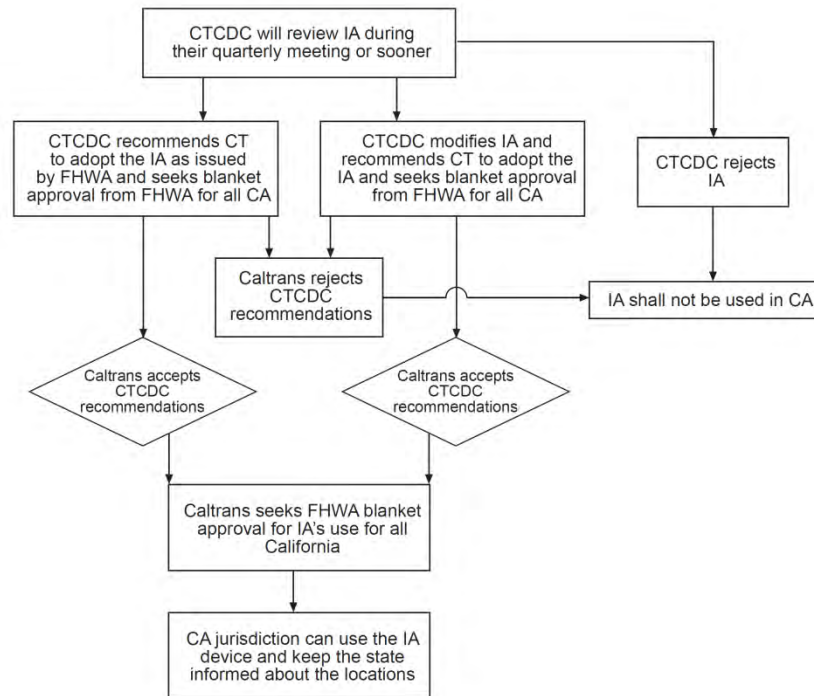 CTCDC will review IA during
their quarterly meeting or sooner
CTCDC recommends CT
to adopt the IA as issued
by FHWA and seeks blanket
approval from FHWA for all CA
CTCDC modifies IA and
recommends CT to adopt the
IA and seeks blanket approval
from FHWA for all CA
CTCDC rejects
IA
Caltrans rejects
CTCDC
recommendations
IA shall not be used in CA
Caltrans accepts
CTCDC
recommendations
Caltrans accepts
CTCDC
recommendations
Caltrans seeks FHWA blanket
approval for IA's use for all
California
CA jurisdiction can use the IA
device and keep the state
informed about the locations